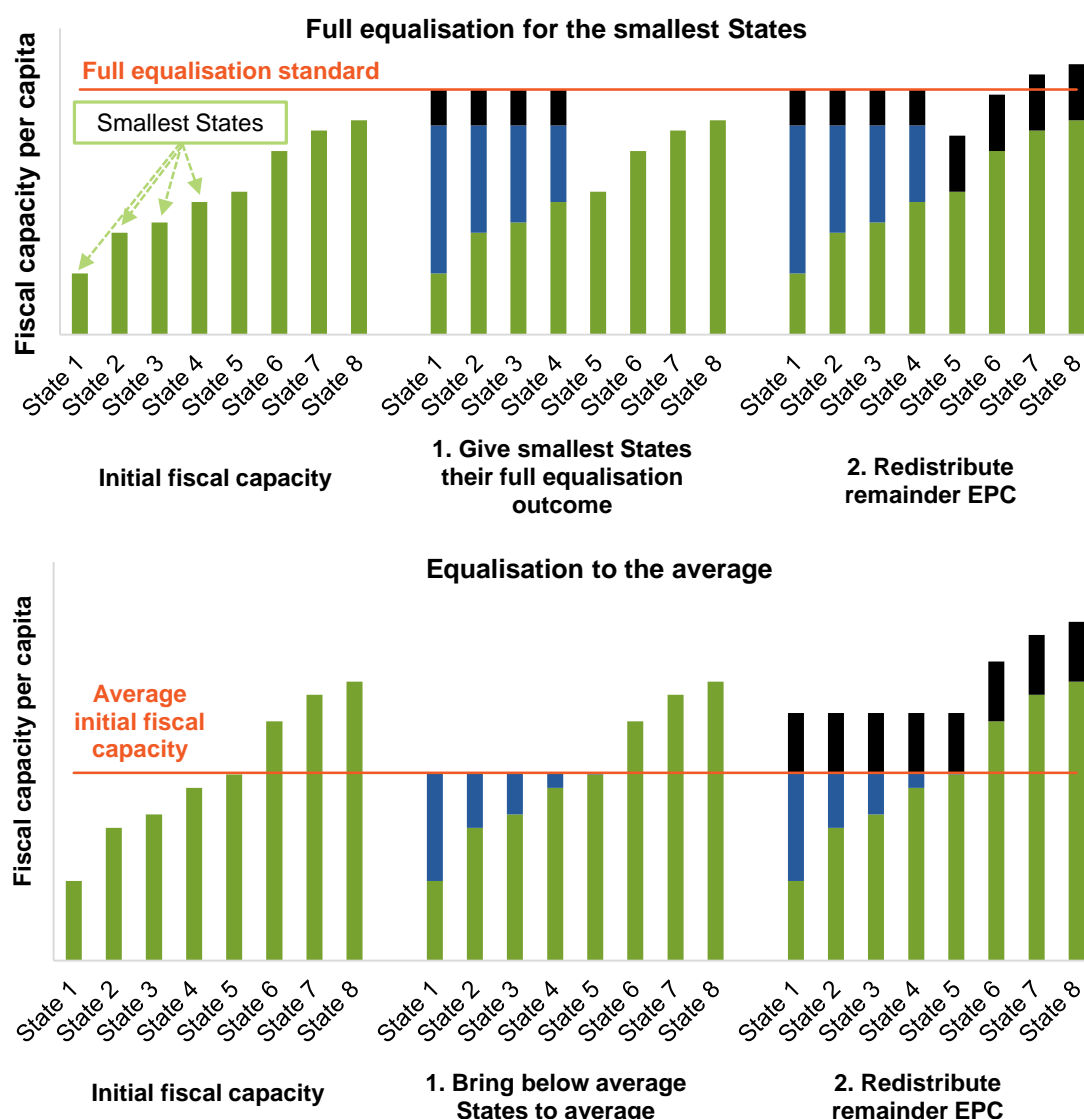 Full equalisation for the smallest States
Fiscal capacity per capita
Full equalisation standard
Smallest States
State 1
State 2
State 3
State 4
State 5
State 6
State 7
State 8
State 1
State 2
State 3
State 4
State 5
State 6
State 7
State 8
State 1
State 2
State 3
State 4
State 5
State 6
State 7
State 8
Initial fiscal capacity
1. Give smallest States
their full equalisation
outcome
2. Redistribute
remainder EPC
Equalisation to the average
Fiscal capacity per capita
Average
initial fiscal
capacity
State 1
State 2
State 3
State 4
State 5
State 6
State 7
State 8
State 1
State 2
State 3
State 4
State 5
State 6
State 7
State 8
State 1
State 2
State 3
State 4
State 5
State 6
State 7
State 8
Initial fiscal capacity
1. Bring below average
States to average
2. Redistribute
remainder EPC